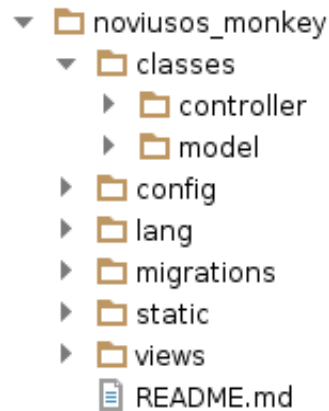 noviusos_monkey
classes
controller
model
config
lang
migrations
static
views
README.md